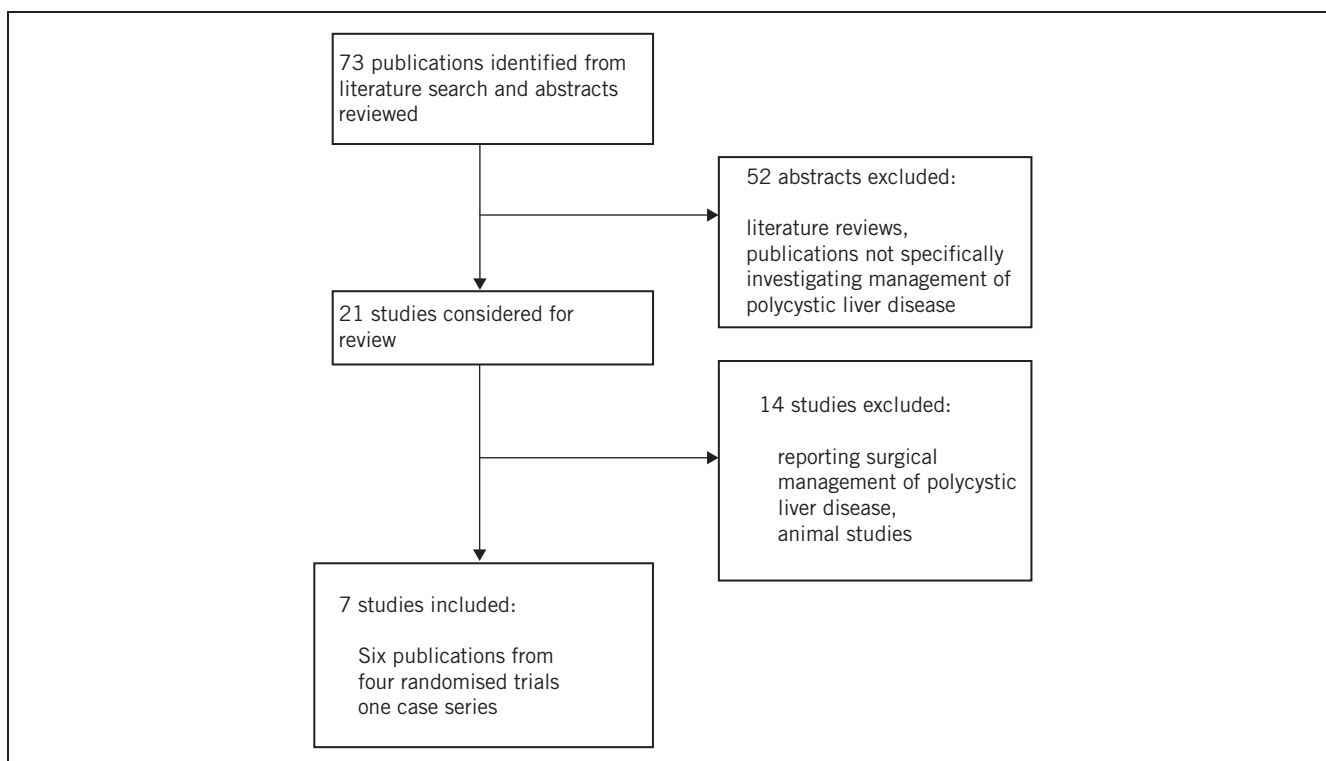 73 publications identified from
literature search and abstracts
reviewed
52 abstracts excluded:
literature reviews,
publications not specifically
investigating management of
polycystic liver disease
21 studies considered for
review
14 studies excluded:
reporting surgical
management of polycystic
liver disease,
animal studies
7 studies included:
Six publications from
four randomised trials
one case series